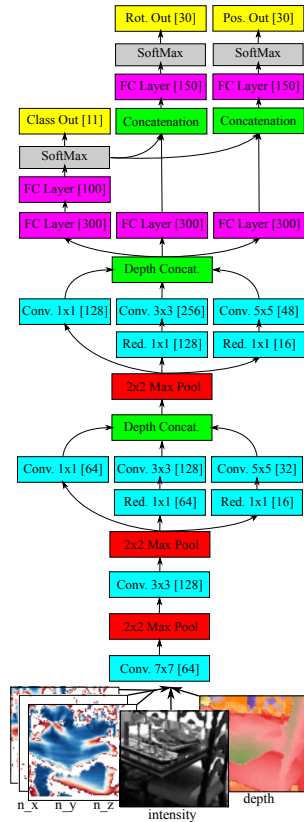 Rot. Out [30] Pos. Out [30]
SoftMax SoftMax
FC Layer [150] FC Layer [150]
Class Out [11] Concatenation Concatenation
SoftMax
FC Layer [100]
FC Layer [300] FC Layer [300] FC Layer [300]
Depth Concat.
Conv. 1x1 [128] Conv. 3x3 [256] Conv. 5x5 [48]
Red. 1x1 [128] Red. 1x1 [16]
2x2 Max Pool
Depth Concat.
Conv. 1x1 [64] Conv. 3x3 [128] Conv. 5x5 [32]
Red. 1x1 [64] Red. 1x1 [16]
2x2 Max Pool
Conv. 3x3 [128]
2x2 Max Pool
Conv. 7x7 [64]
n_x n_y n_z intensity depth